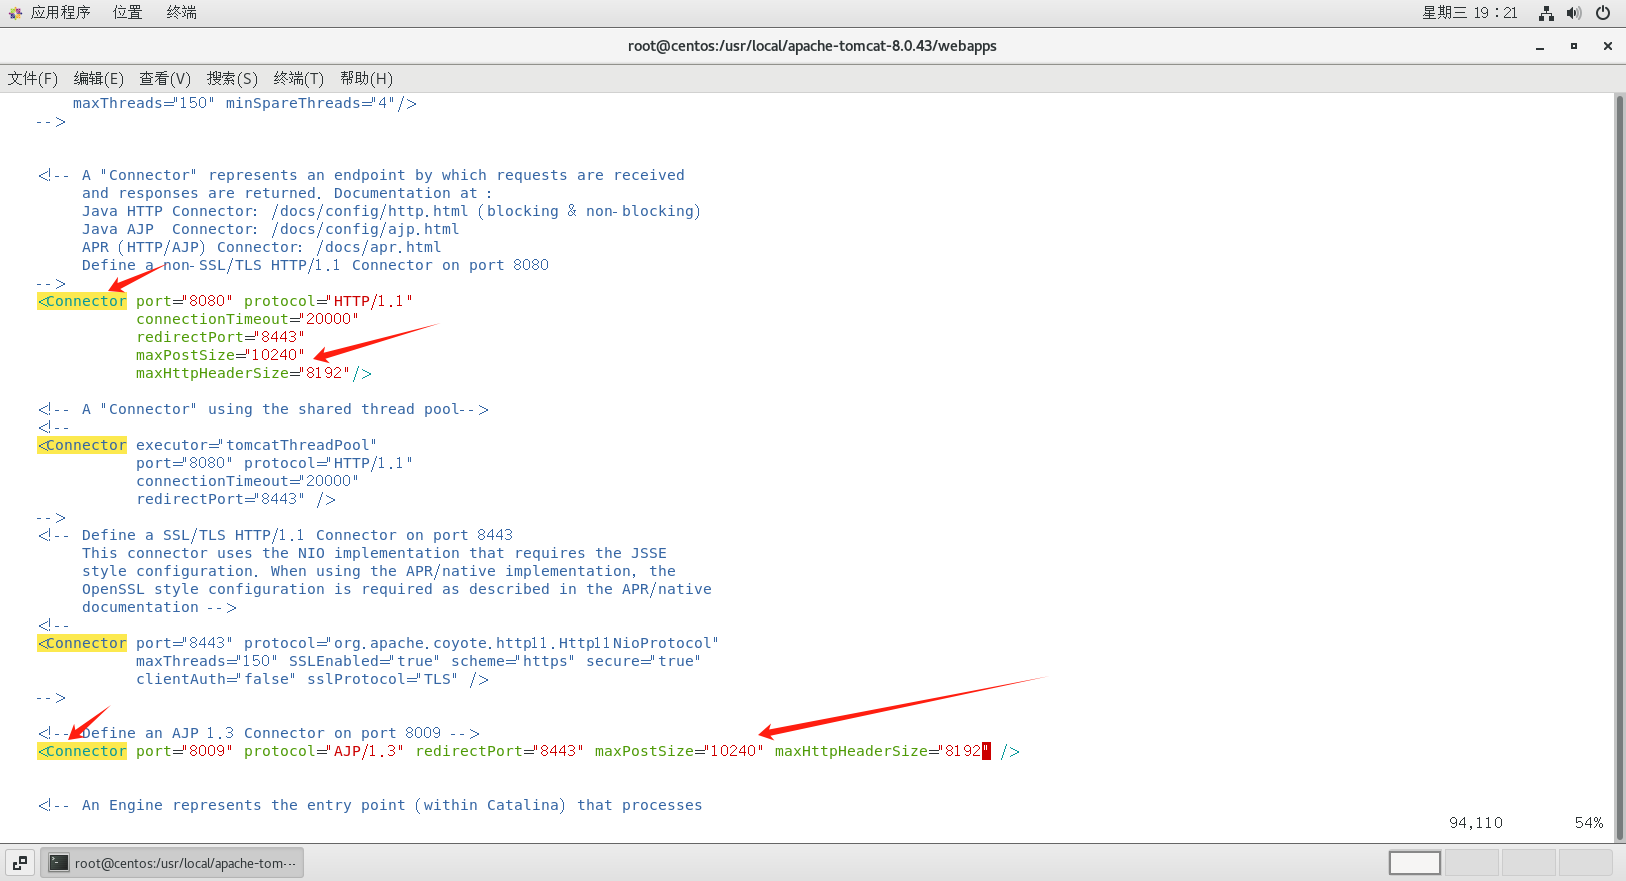 应用程序 位置 终端 星期三 19：21
root@centos:/usr/local/apache-tomcat-8.0.43/webapps
文件(F) 编辑(E) 查看(V) 搜索(S) 终端(T) 帮助(H)
maxThreads="150" minSpareThreads="4"/>
-->
<!-- A "Connector" represents an endpoint by which requests are received
and responses are returned. Documentation at :
Java HTTP Connector: /docs/config/http.html (blocking & non-blocking)
Java AJP  Connector: /docs/config/ajp.html
APR (HTTP/AJP) Connector: /docs/apr.html
Define a non-SSL/TLS HTTP/1.1 Connector on port 8080
-->
<Connector port="8080" protocol="HTTP/1.1"
connectionTimeout="20000"
redirectPort="8443"
maxPostSize="10240"
maxHttpHeaderSize="8192"/>
<!-- A "Connector" using the shared thread pool-->
<!--
<Connector executor="tomcatThreadPool"
port="8080" protocol="HTTP/1.1"
connectionTimeout="20000"
redirectPort="8443" />
-->
<!-- Define a SSL/TLS HTTP/1.1 Connector on port 8443
This connector uses the NIO implementation that requires the JSSE
style configuration. When using the APR/native implementation, the
OpenSSL style configuration is required as described in the APR/native
documentation -->
<!--
<Connector port="8443" protocol="org.apache.coyote.http11.Http11NioProtocol"
maxThreads="150" SSLEnabled="true" scheme="https" secure="true"
clientAuth="false" sslProtocol="TLS" />
-->
<!-- Define an AJP 1.3 Connector on port 8009 -->
<Connector port="8009" protocol="AJP/1.3" redirectPort="8443" maxPostSize="10240" maxHttpHeaderSize="8192" />
<!-- An Engine represents the entry point (within Catalina) that processes
94,110 54%
root@centos:/usr/local/apache-tom···